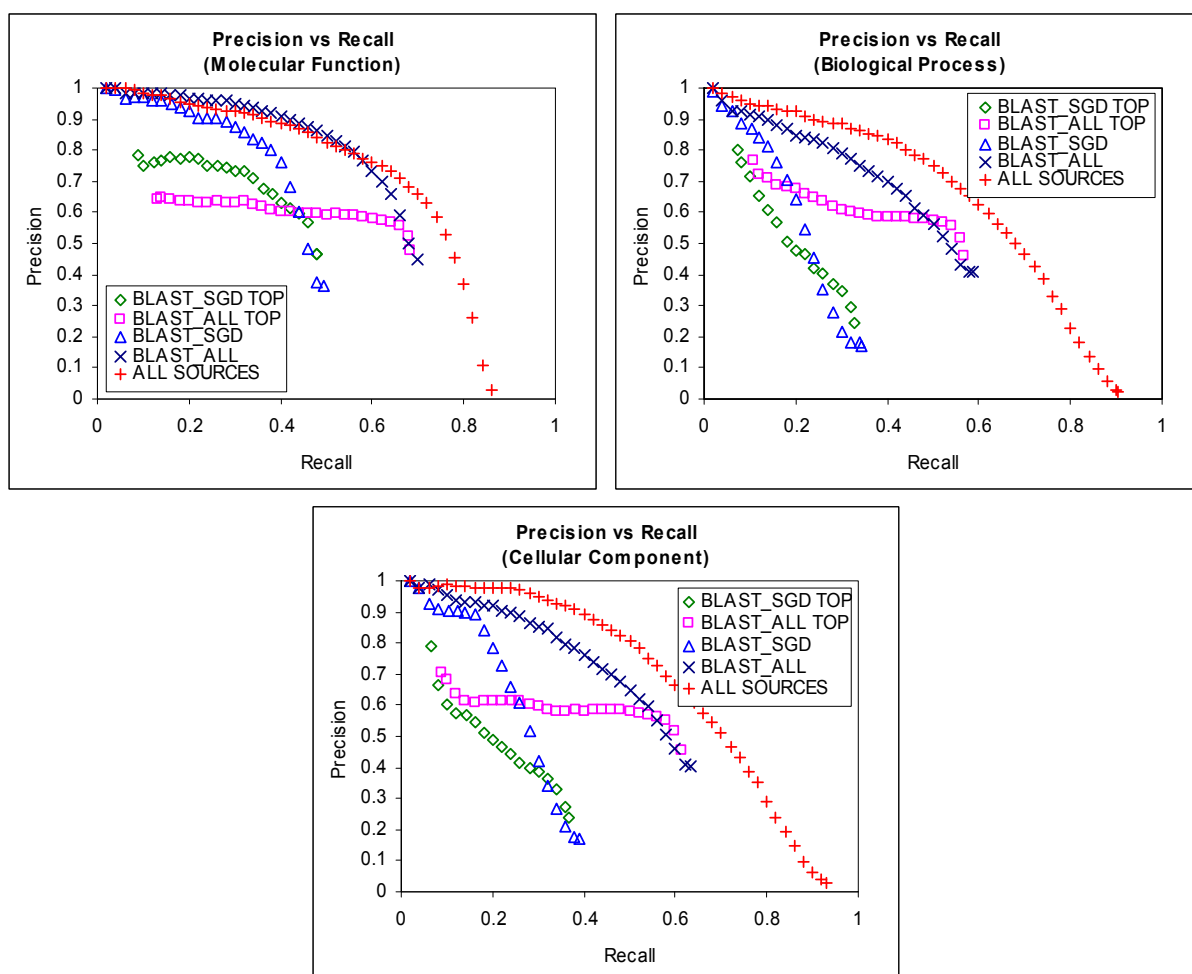 Precision vs Recall
(Molecular Function)
1
0.9
0.8
0.7
0.6
0.5
0.4
0.3
0.2
0.1
0
Precision
BLAST_SGD TOP
BLAST_ALL TOP
BLAST_SGD
BLAST_ALL
ALL SOURCES
0 0.2 0.4 0.6 0.8 1
Recall
Precision vs Recall
(Biological Process)
1
0.9
0.8
0.7
0.6
0.5
0.4
0.3
0.2
0.1
0
Precision
BLAST_SGD TOP
BLAST_ALL TOP
BLAST_SGD
BLAST_ALL
ALL SOURCES
0 0.2 0.4 0.6 0.8 1
Recall
Precision vs Recall
(Cellular Component)
1
0.9
0.8
0.7
0.6
0.5
0.4
0.3
0.2
0.1
0
Precision
BLAST_SGD TOP
BLAST_ALL TOP
BLAST_SGD
BLAST_ALL
ALL SOURCES
0 0.2 0.4 0.6 0.8 1
Recall